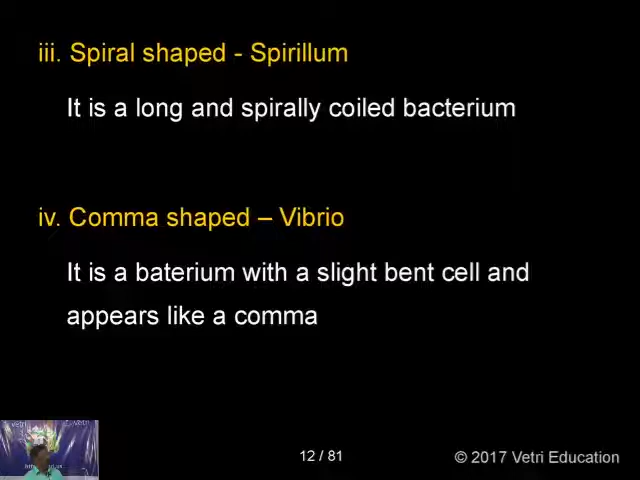 iii. Spiral shaped - Spirillum
It is a long and spirally coiled bacterium
iv. Comma shaped – Vibrio
It is a baterium with a slight bent cell and
appears like a comma
12 / 81
© 2017 Vetri Education